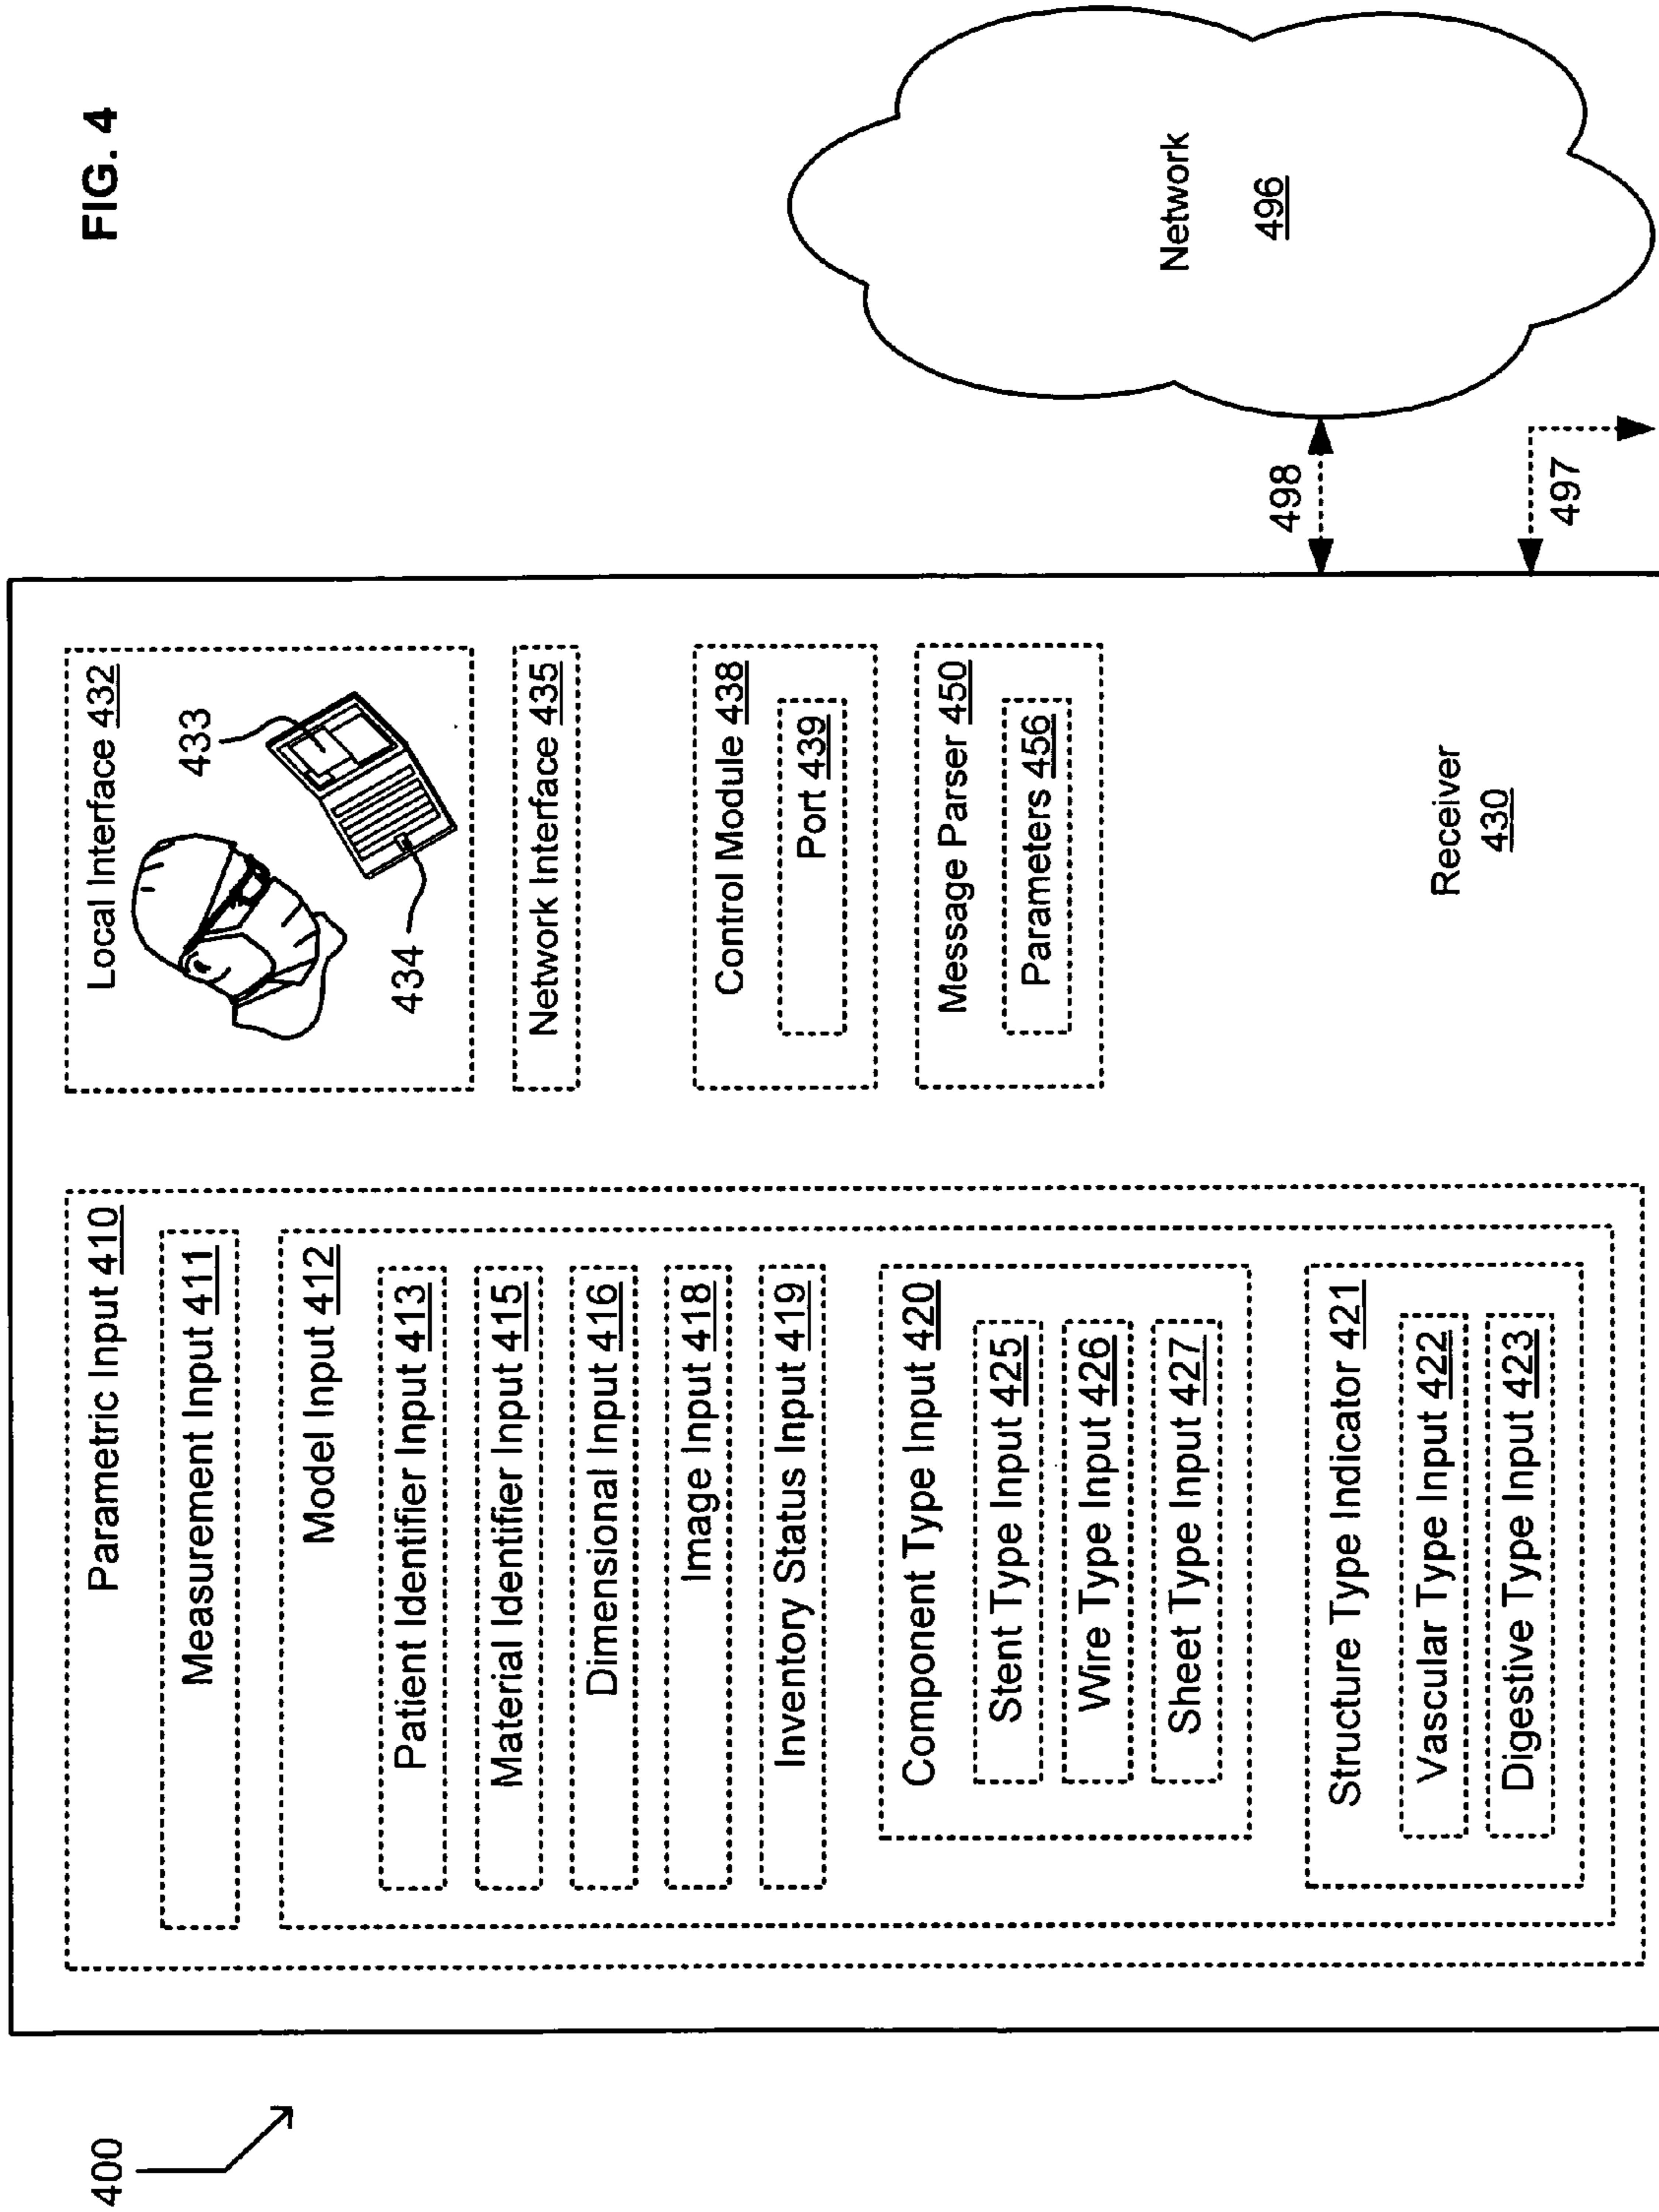 FIG. 4
400
Parametric Input 410
Measurement Input 411
Model Input 412
Patient Identifier Input 413
Material Identifier Input 415
Dimensional Input 416
Image Input 418
Inventory Status Input 419
Component Type Input 420
Stent Type Input 425
Wire Type Input 426
Sheet Type Input 427
Structure Type Indicator 421
Vascular Type Input 422
Digestive Type Input 423
Local Interface 432
433
434
Network Interface 435
Control Module 438
Port 439
Message Parser 450
Parameters 456
Receiver
430
498
497
Network
496